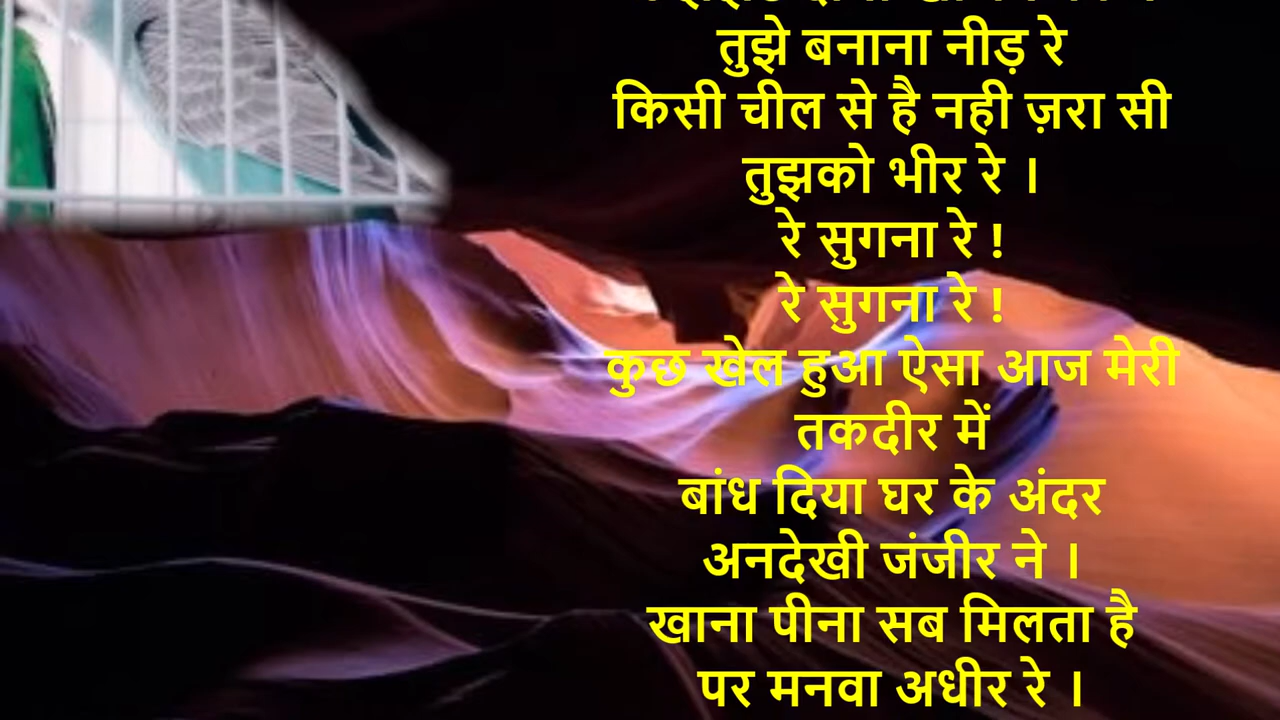 तुझे बनाना नीड़ रे
किसी चील से है नही ज़रा सी
तुझको भीर रे ।
रे सुगना रे !
रे सुगना रे !
कुछ खेल हुआ ऐसा आज मेरी
तकदीर में
बांध दिया घर के अंदर
अनदेखी जंजीर ने ।
खाना पीना सब मिलता है
पर मनवा अधीर रे ।